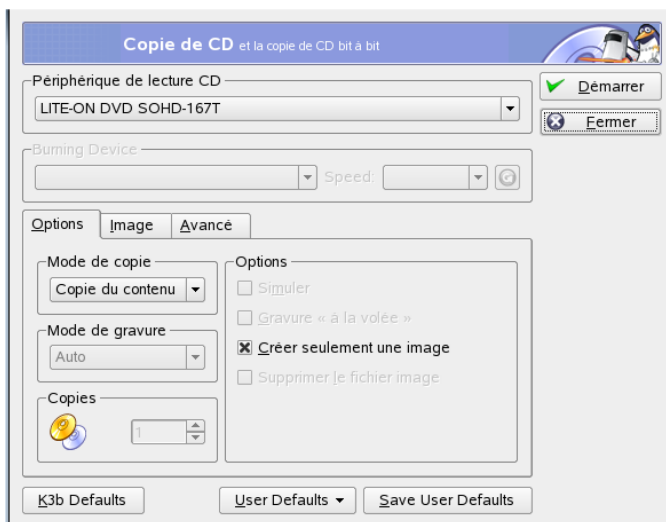 Copie de CD et la copie de CD bit à bit
Périphérique de lecture CD
LITE-ON DVD SOHD-167T
Démarrer
Fermer
Burning Device
Speed:
Options
Image
Avancé
Mode de copie
Copie du contenu
Mode de gravure
Auto
Copies
1
Options
Simuler
Gravure « à la volée »
Créer seulement une image
Supprimer le fichier image
K3b Defaults
User Defaults
Save User Defaults